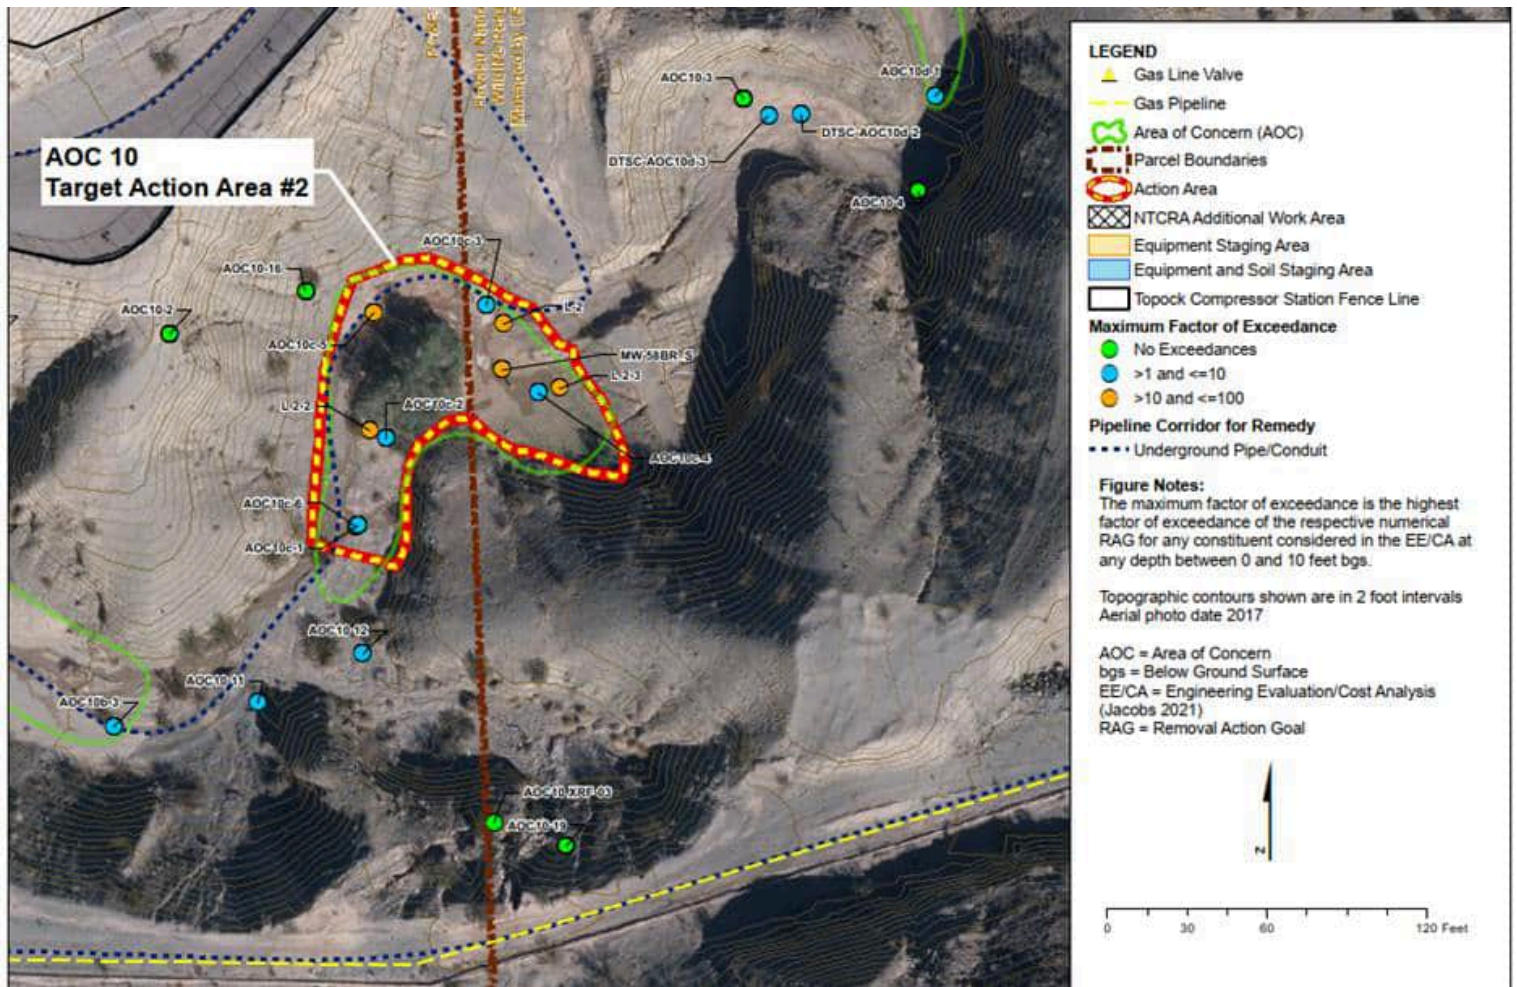 AOC 10
Target Action Area #2
AOC10-3
AOC10d-1
DTSC-AOC10d-2
DTSC-AOC10d-3
AOC10-4
AOC10c-3
AOC10-16
L-2
AOC10-2
AOC10c-5
MW-58BR_S
L-2-3
L-2-2
AOC10c-2
AOC10c-4
AOC10c-6
AOC10c-1
AOC10-12
AOC10-11
AOC10b-3
AOC10-XRF-03
AOC10-19
LEGEND
Gas Line Valve
Gas Pipeline
Area of Concern (AOC)
Parcel Boundaries
Action Area
NTCRA Additional Work Area
Equipment Staging Area
Equipment and Soil Staging Area
Topock Compressor Station Fence Line
Maximum Factor of Exceedance
No Exceedances
>1 and <=10
>10 and <=100
Pipeline Corridor for Remedy
Underground Pipe/Conduit
Figure Notes:
The maximum factor of exceedance is the highest
factor of exceedance of the respective numerical
RAG for any constituent considered in the EE/CA at
any depth between 0 and 10 feet bgs.
Topographic contours shown are in 2 foot intervals
Aerial photo date 2017
AOC = Area of Concern
bgs = Below Ground Surface
EE/CA = Engineering Evaluation/Cost Analysis
(Jacobs 2021)
RAG = Removal Action Goal
Z
0 30 60 120 Feet